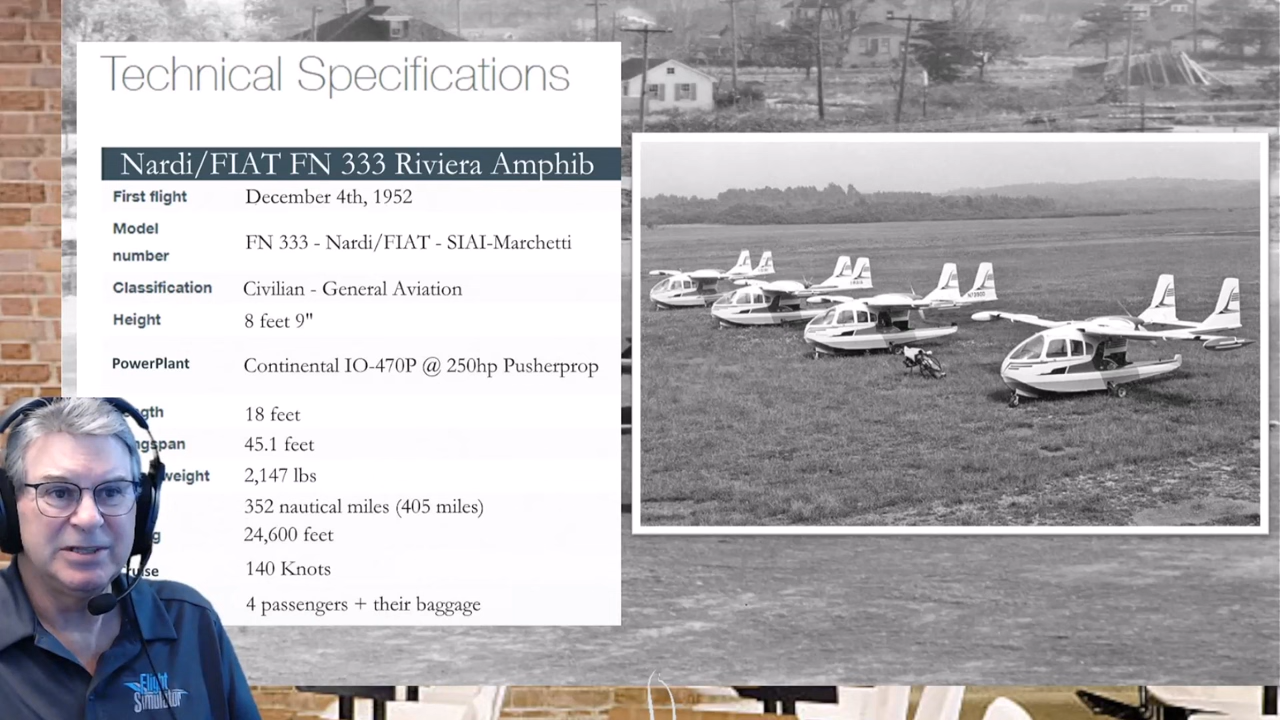 Technical Specifications
Nardi/FIAT FN 333 Riviera Amphib
First flight December 4th, 1952
Model
number
FN 333 - Nardi/FIAT - SIAI-Marchetti
Classification Civilian - General Aviation
Height 8 feet 9"
PowerPlant Continental IO-470P @ 250hp Pusherprop
18 feet
45.1 feet
weight 2,147 lbs
352 nautical miles (405 miles)
24,600 feet
140 Knots
4 passengers + their baggage
Flight
Simulator